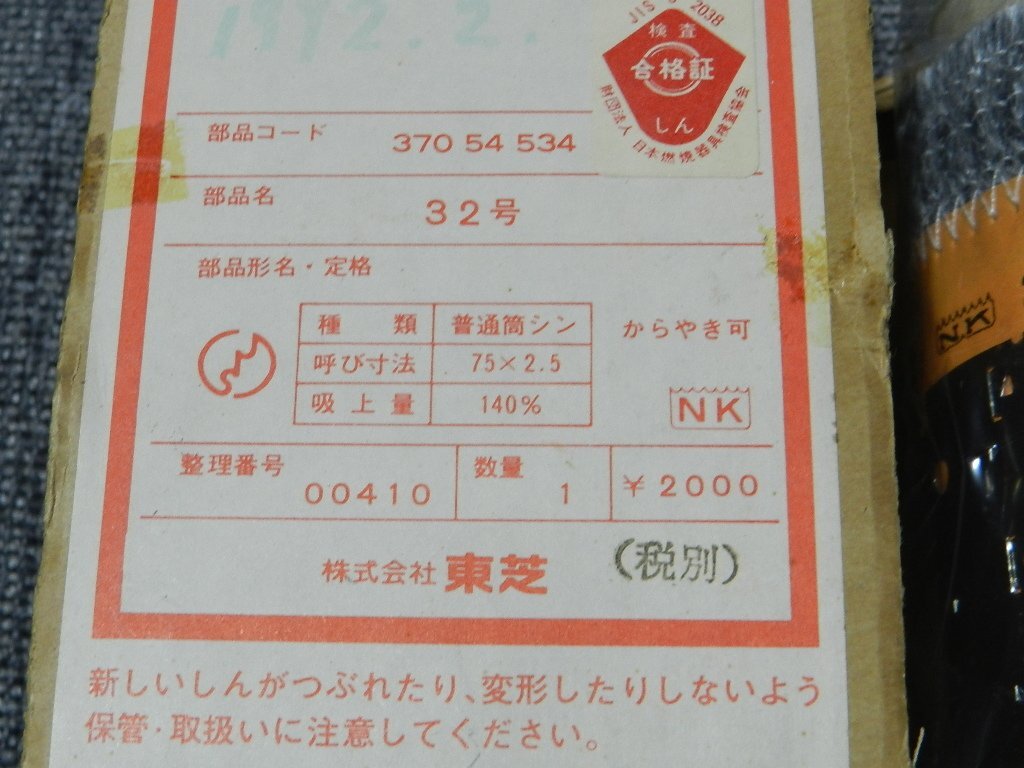 1992.2.
JIS S 2038
検査
合格証
しん
財団法人 日本燃焼器具検査協会
部品コード 370 54 534
部品名 32号
部品形名・定格
種 類 普通筒シン からやき可
呼び寸法 75×2.5
吸上量 140% NK
整理番号 00410 数量 1 ¥2000
株式会社 東芝 (税別)
新しいしんがつぶれたり、変形したりしないよう
保管・取扱いに注意してください。
NK